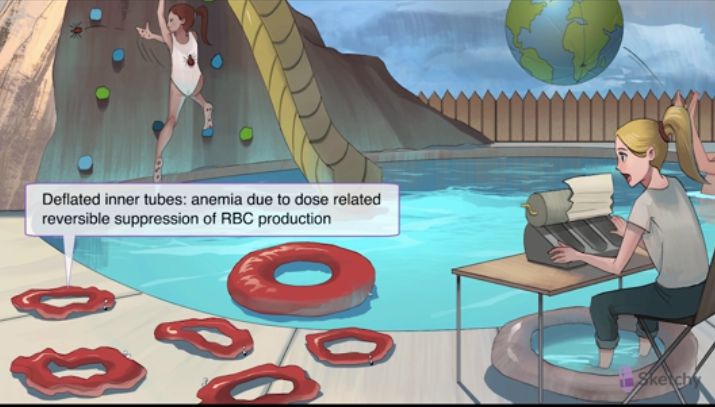 Deflated inner tubes: anemia due to dose related
reversible suppression of RBC production
Sketchy